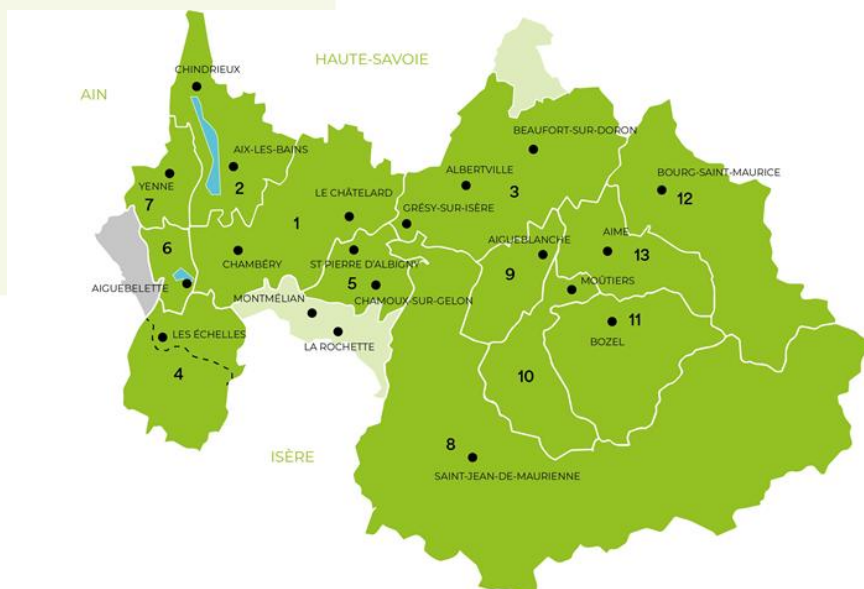 HAUTE-SAVOIE
CHINDRIEUX
AIN
BEAUFORT-SUR-DORON
AIX-LES-BAINS
ALBERTVILLE
BOURG-SAINT-MAURICE
YENNE
2
3
12
LE CHÂTELARD
7
1
GRÉSY-SUR-ISÈRE
AIME
6
AIGUEBLANCHE
CHAMBÉRY
ST PIERRE D'ALBIGNY
9
13
AIGUEBELETTE
5
MOÛTIERS
MONTMÉLIAN
CHAMOUX-SUR-GELON
LES ÉCHELLES
11
LA ROCHETTE
BOZEL
4
10
8
ISÈRE
SAINT-JEAN-DE-MAURIENNE